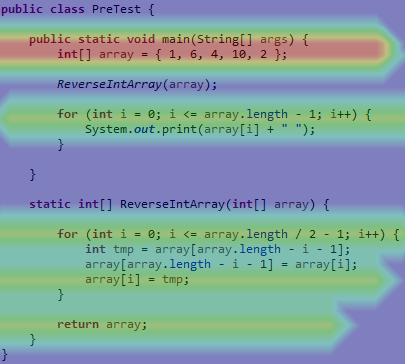 public class PreTest {
public static void main(String[] args) {
int[] array = { 1, 6, 4, 10, 2 };
ReverseIntArray(array);
for (int i = 0; i <= array.length - 1; i++) {
System.out.print(array[i] + " ");
}
}
static int[] ReverseIntArray(int[] array) {
for (int i = 0; i <= array.length / 2 - 1; i++) {
int tmp = array[array.length - i - 1];
array[array.length - i - 1] = array[i];
array[i] = tmp;
}
return array;
}
}